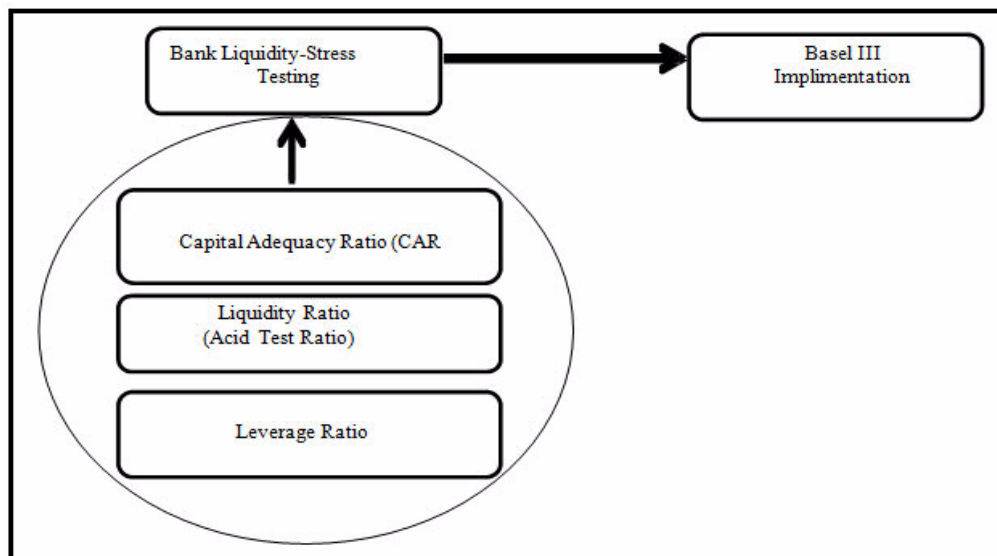 Bank Liquidity-Stress
Testing
Basel III
Implimentation
Capital Adequacy Ratio (CAR
Liquidity Ratio
(Acid Test Ratio)
Leverage Ratio